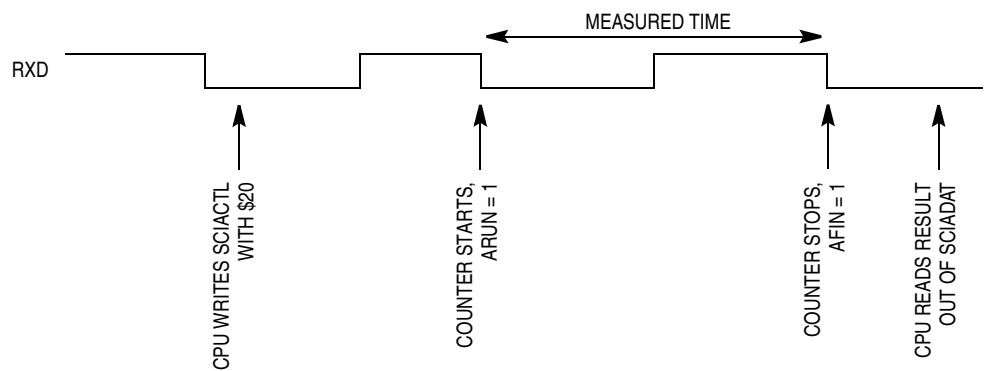 MEASURED TIME
RXD
CPU WRITES SCIACTL
WITH $20
COUNTER STARTS,
ARUN = 1
COUNTER STOPS,
AFIN = 1
CPU READS RESULT
OUT OF SCIADAT